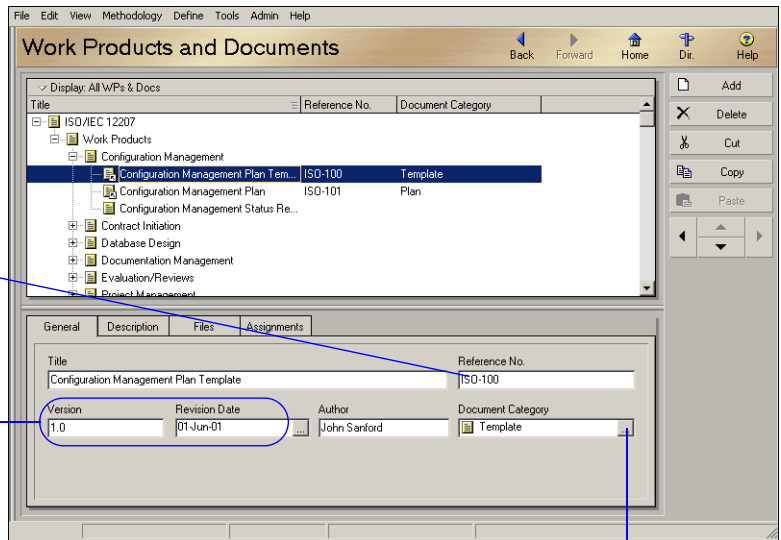 File Edit View Methodology Define Tools Admin Help
Work Products and Documents
Back Forward Home Dir. Help
Display: All WPs & Docs
Title Reference No. Document Category
ISO/IEC 12207
Work Products
Configuration Management
Configuration Management Plan Tem... ISO-100 Template
Configuration Management Plan ISO-101 Plan
Configuration Management Status Re...
Contract Initiation
Database Design
Documentation Management
Evaluation/Reviews
Project Management
Add
Delete
Cut
Copy
Paste
General Description Files Assignments
Title Reference No.
Configuration Management Plan Template ISO-100
Version Revision Date Author Document Category
1.0 01-Jun-01 ... John Sanford Template ...